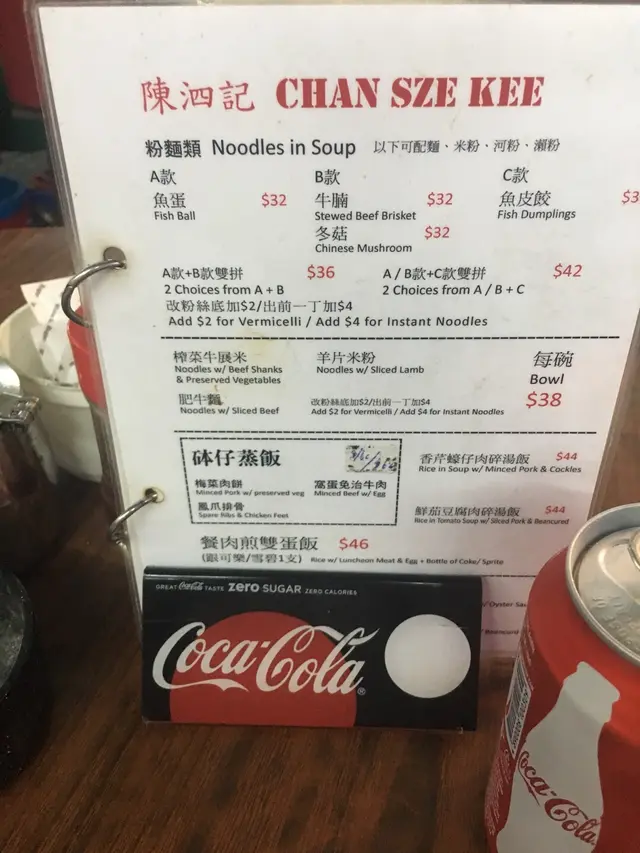 陳泗記 CHAN SZE KEE
粉麵類 Noodles in Soup 以下可配麵、米粉、河粉、瀨粉
A款 B款 C款
魚蛋 $32 牛腩 $32 魚皮餃 $3
Fish Ball Stewed Beef Brisket Fish Dumplings
冬菇 $32
Chinese Mushroom
A款+B款雙拼 $36 A / B款+C款雙拼 $42
2 Choices from A + B 2 Choices from A / B + C
改粉絲底加$2/出前一丁加$4
Add $2 for Vermicelli / Add $4 for Instant Noodles
榨菜牛展米 羊片米粉 每碗
Noodles w/ Beef Shanks Noodles w/ Sliced Lamb Bowl
& Preserved Vegetables
肥牛麵 改粉絲底加$2/出前一丁加$4 $38
Noodles w/ Sliced Beef Add $2 for Vermicelli / Add $4 for Instant Noodles
砵仔蒸飯
梅菜肉餅 窩蛋免治牛肉
Minced Pork w/ preserved veg Minced Beef w/ Egg
鳳爪排骨
Spare Ribs & Chicken Feet
香芹蠔仔肉碎湯飯 $44
Rice in Soup w/ Minced Pork & Cockles
鮮茄豆腐肉碎湯飯 $44
Rice in Tomato Soup w/ Sliced Pork & Beancured
餐肉煎雙蛋飯 $46
(跟可樂/雪碧1支) Rice w/ Luncheon Meat & Egg + Bottle of Coke/ Sprite
Oyster Sau
Beancurd
GREAT Coca-Cola TASTE zero SUGAR ZERO CALORIES
Coca-Cola®
Coca-Cola